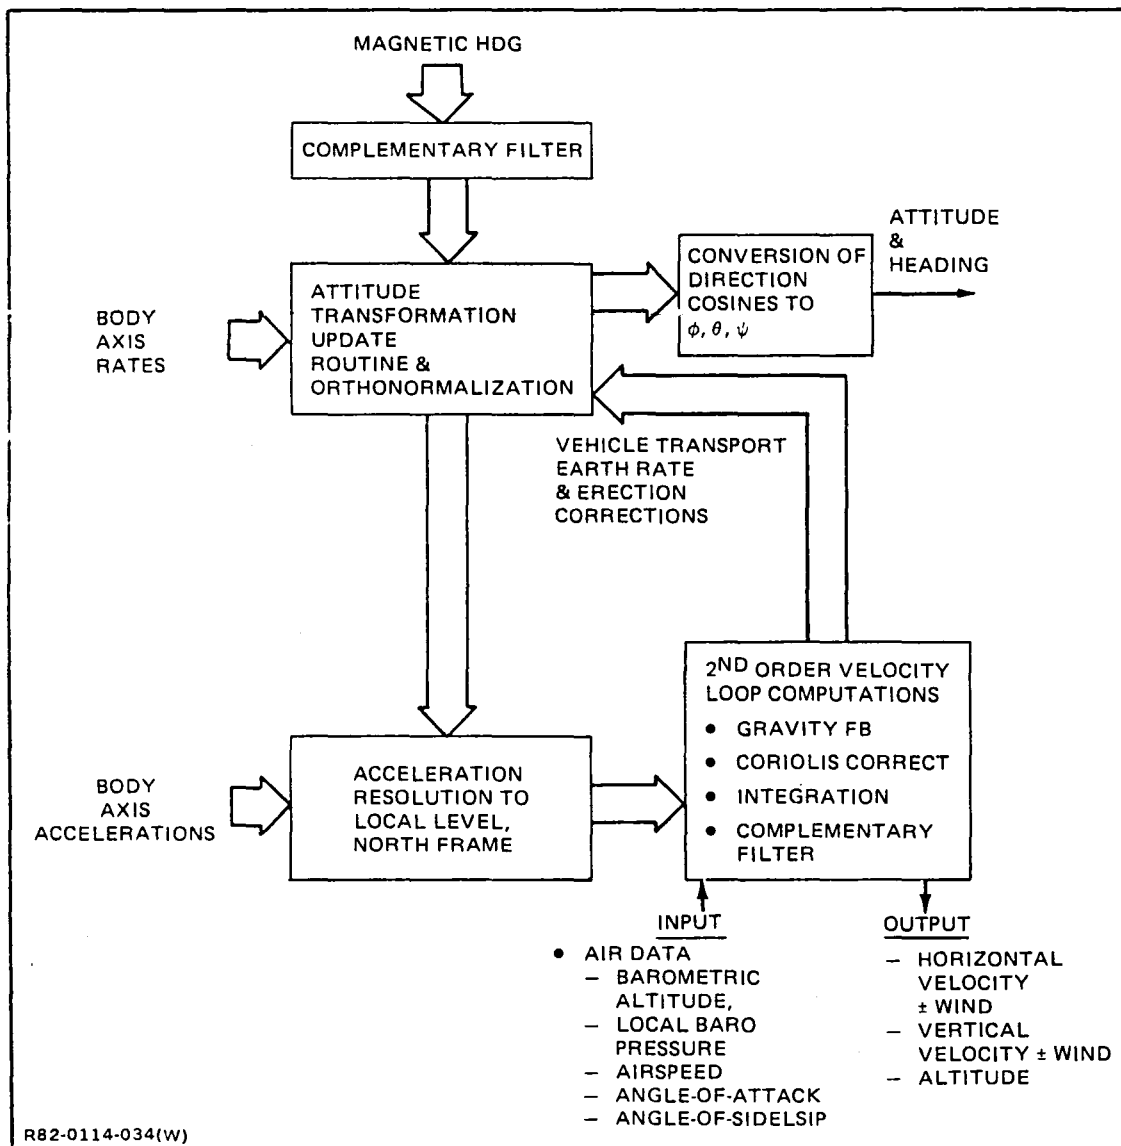 MAGNETIC HDG
COMPLEMENTARY FILTER
ATTITUDE
TRANSFORMATION
UPDATE
ROUTINE &
ORTHONORMALIZATION
CONVERSION OF
DIRECTION
COSINES TO
ϕ, θ, ψ
ATTITUDE
&
HEADING
BODY
AXIS
RATES
VEHICLE TRANSPORT
EARTH RATE
& ERECTION
CORRECTIONS
2ND ORDER VELOCITY
LOOP COMPUTATIONS
• GRAVITY FB
• CORIOLIS CORRECT
• INTEGRATION
• COMPLEMENTARY
FILTER
BODY
AXIS
ACCELERATIONS
ACCELERATION
RESOLUTION TO
LOCAL LEVEL,
NORTH FRAME
INPUT
• AIR DATA
– BAROMETRIC
ALTITUDE,
– LOCAL BARO
PRESSURE
– AIRSPEED
– ANGLE-OF-ATTACK
– ANGLE-OF-SIDELSIP
OUTPUT
– HORIZONTAL
VELOCITY
± WIND
– VERTICAL
VELOCITY ± WIND
– ALTITUDE
R82-0114-034(W)